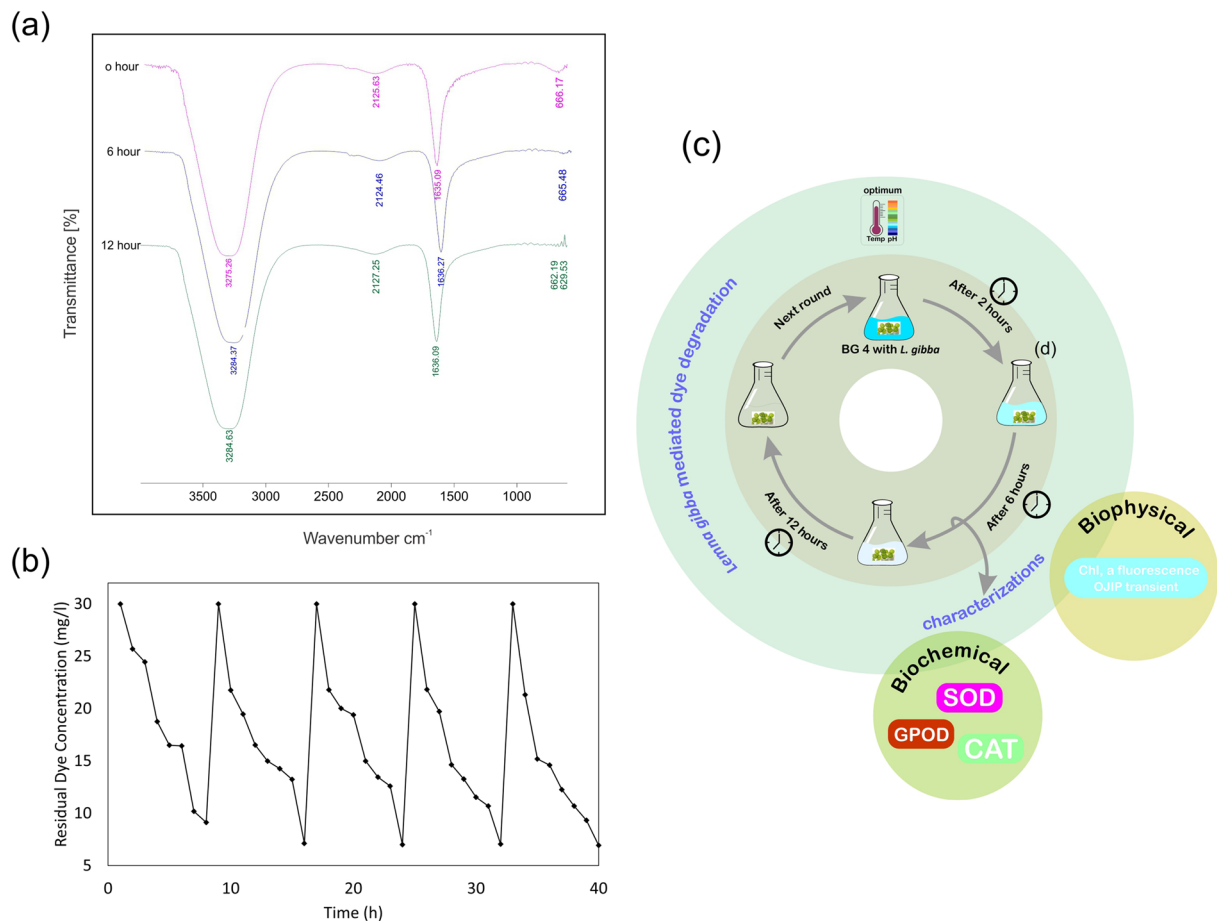 (a)
o hour
6 hour
12 hour
2125.63
666.17
2124.46
1635.09
665.48
3275.26
2127.25
1636.27
662.19
629.53
3284.37
1636.09
3284.63
Transmittance [%]
3500 3000 2500 2000 1500 1000
Wavenumber cm-1
(b)
Residual Dye Concentration (mg/l)
30
25
20
15
10
5
0 10 20 30 40
Time (h)
(c)
optimum
Temp pH
Lemna gibba mediated dye degradation
Next round
After 2 hours
BG 4 with L. gibba
(d)
After 6 hours
After 12 hours
characterizations
Biophysical
Chl, a fluorescence
OJIP transient
Biochemical
SOD
GPOD
CAT